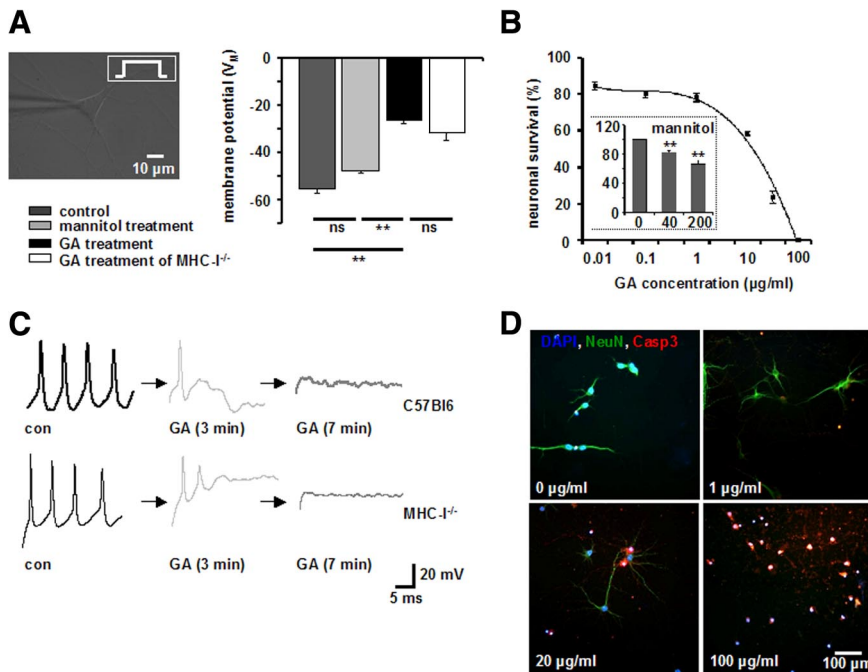 A
10 µm
control
mannitol treatment
GA treatment
GA treatment of MHC-I-/-
membrane potential (VM)
0
-20
-40
-60
ns
**
ns
**
B
neuronal survival (%)
100
80
60
40
20
0
mannitol
120
80
40
0
**
**
0
40
200
0.01
0.1
1
10
100
GA concentration (µg/ml)
C
con
GA (3 min)
GA (7 min)
C57Bl6
con
GA (3 min)
GA (7 min)
MHC-I-/-
20 mV
5 ms
D
DAPI, NeuN, Casp3
0 µg/ml
1 µg/ml
20 µg/ml
100 µg/ml
100 µm